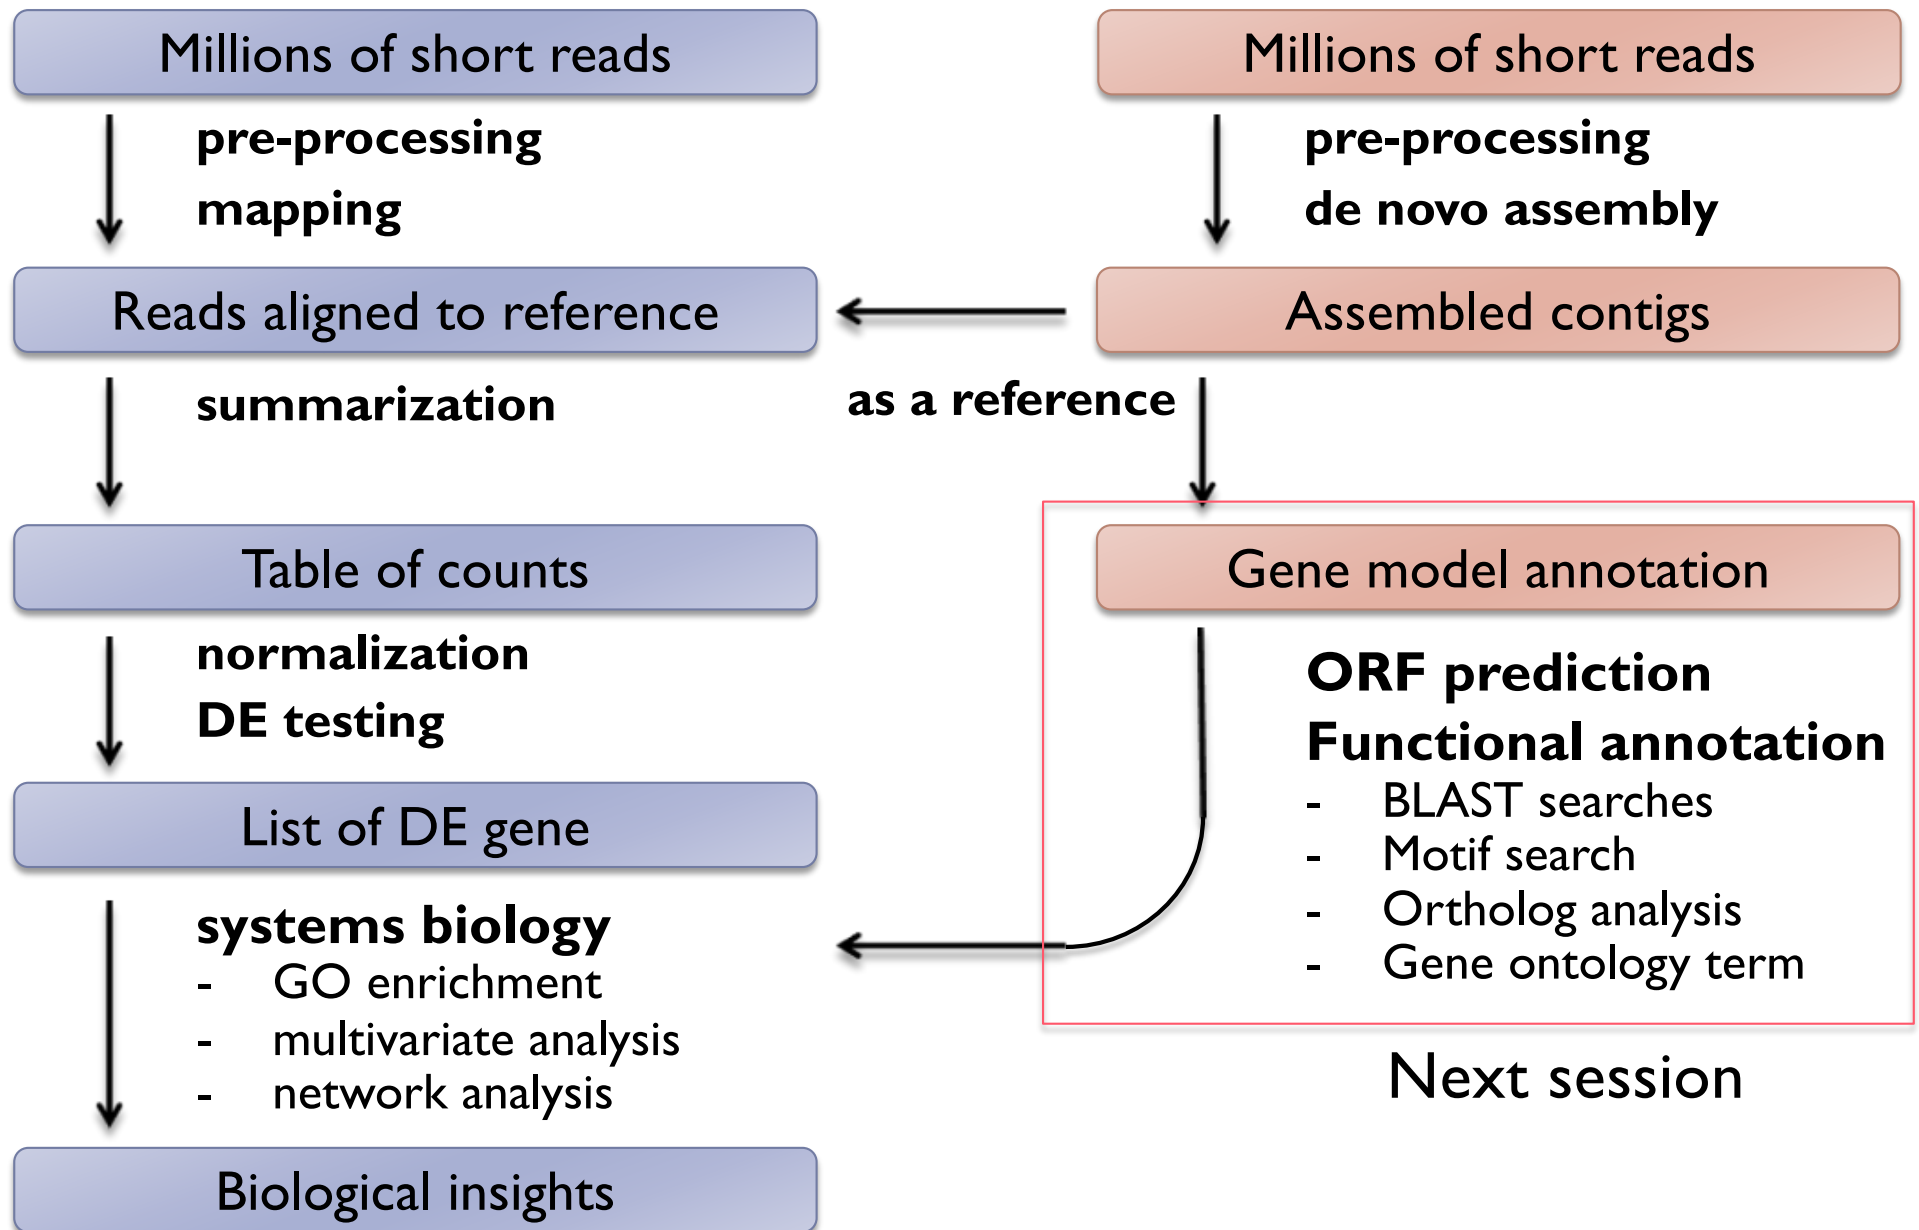 Millions of short reads
pre-processing
mapping
Reads aligned to reference
summarization
Table of counts
normalization
DE testing
List of DE gene
systems biology
- GO enrichment
- multivariate analysis
- network analysis
Biological insights
Millions of short reads
pre-processing
de novo assembly
Assembled contigs
as a reference
Gene model annotation
ORF prediction
Functional annotation
- BLAST searches
- Motif search
- Ortholog analysis
- Gene ontology term
Next session